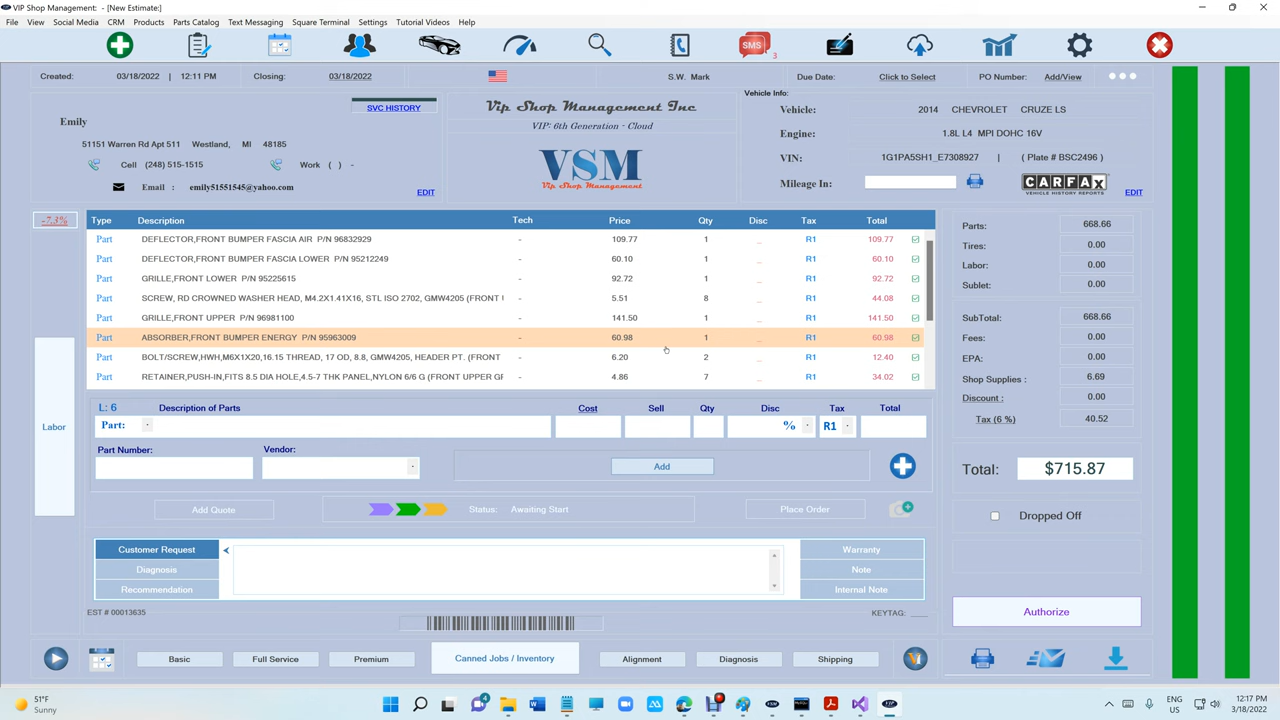 VIP Shop Management: - [New Estimate:]
File View Social Media CRM Products Parts Catalog Text Messaging Square Terminal Settings Tutorial Videos Help
SMS 3
Created: 03/18/2022 | 12:11 PM Closing: 03/18/2022 S.W. Mark Due Date: Click to Select PO Number: Add/View
SVC HISTORY
Emily
51151 Warren Rd Apt 511 Westland, MI 48185
Cell (248) 515-1515 Work ( ) -
Email : emily51551545@yahoo.com
EDIT
Vip Shop Management Inc
VIP: 6th Generation - Cloud
VSM
Vip Shop Management
Vehicle Info:
Vehicle: 2014 CHEVROLET CRUZE LS
Engine: 1.8L L4 MPI DOHC 16V
VIN: 1G1PA5SH1_E7308927 | ( Plate # BSC2496 )
Mileage In: CARFAX
VEHICLE HISTORY REPORTS
EDIT
-7.3%
Type Description Tech Price Qty Disc Tax Total
Part DEFLECTOR,FRONT BUMPER FASCIA AIR P/N 96832929 - 109.77 1 _ R1 109.77
Part DEFLECTOR,FRONT BUMPER FASCIA LOWER P/N 95212249 - 60.10 1 _ R1 60.10
Part GRILLE,FRONT LOWER P/N 95225615 - 92.72 1 _ R1 92.72
Part SCREW, RD CROWNED WASHER HEAD, M4.2X1.41X16, STL ISO 2702, GMW4205 (FRONT U - 5.51 8 _ R1 44.08
Part GRILLE,FRONT UPPER P/N 96981100 - 141.50 1 _ R1 141.50
Part ABSORBER,FRONT BUMPER ENERGY P/N 95963009 - 60.98 1 _ R1 60.98
Part BOLT/SCREW,HWH,M6X1X20,16.15 THREAD, 17 OD, 8.8, GMW4205, HEADER PT. (FRONT - 6.20 2 _ R1 12.40
Part RETAINER,PUSH-IN,FITS 8.5 DIA HOLE,4.5-7 THK PANEL,NYLON 6/6 G (FRONT UPPER GF - 4.86 7 _ R1 34.02
Labor
L: 6 Description of Parts Cost Sell Qty Disc Tax Total
Part: % R1
Part Number: Vendor:
Add
Add Quote Status: Awaiting Start Place Order
Customer Request
Diagnosis
Recommendation
Warranty
Note
Internal Note
EST # 00013635 KEYTAG: ____
Parts: 668.66
Tires: 0.00
Labor: 0.00
Sublet: 0.00
SubTotal: 668.66
Fees: 0.00
EPA: 0.00
Shop Supplies : 6.69
Discount : 0.00
Tax (6 %) 40.52
Total: $715.87
Dropped Off
Authorize
Basic Full Service Premium Canned Jobs / Inventory Alignment Diagnosis Shipping
51°F
Sunny
4
ENG
US
12:17 PM
3/18/2022